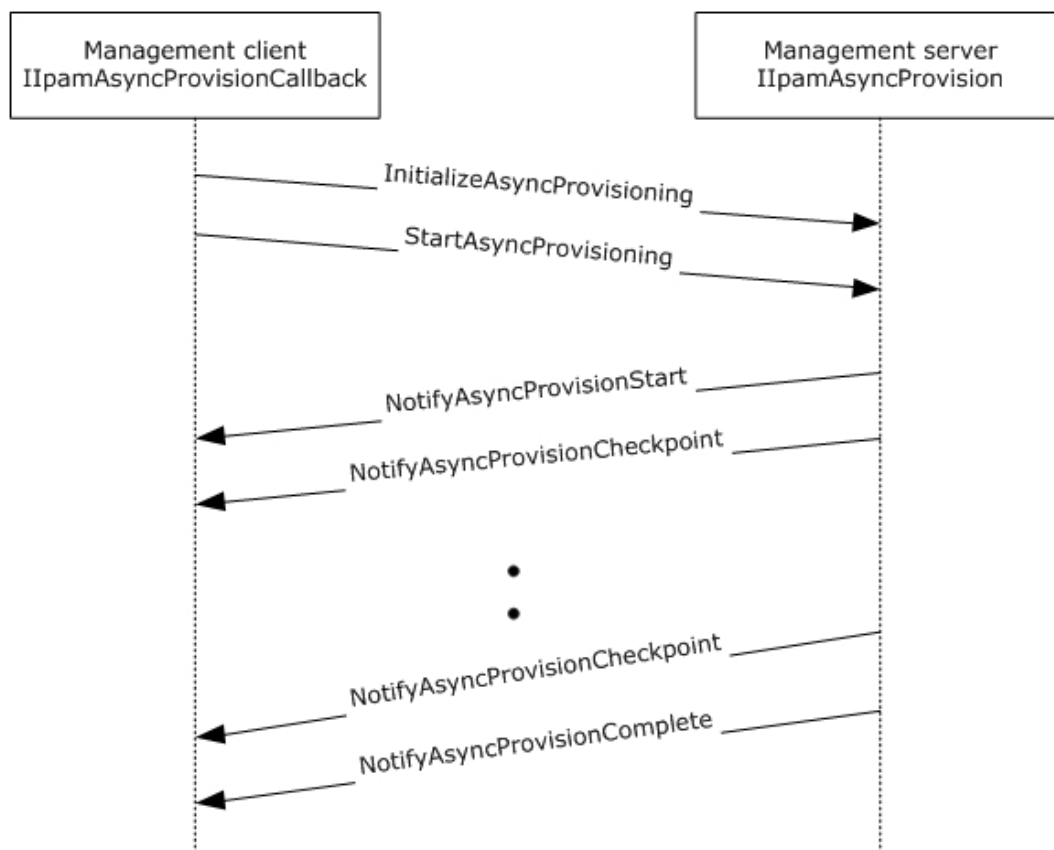 Management client
IIpamAsyncProvisionCallback
Management server
IIpamAsyncProvision
InitializeAsyncProvisioning
StartAsyncProvisioning
NotifyAsyncProvisionStart
NotifyAsyncProvisionCheckpoint
NotifyAsyncProvisionCheckpoint
NotifyAsyncProvisionComplete